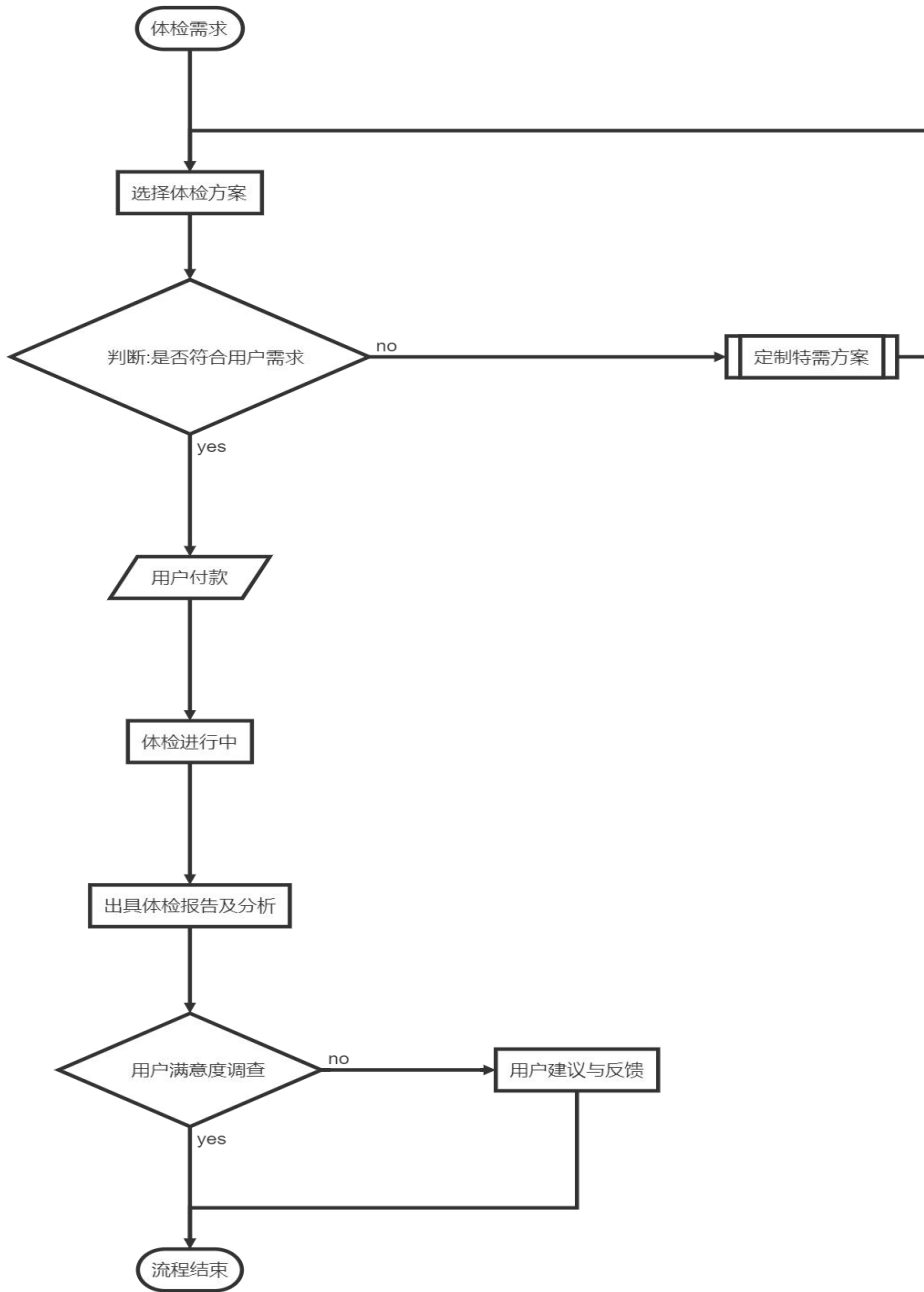 体检需求
选择体检方案
判断:是否符合用户需求
no
定制特需方案
yes
用户付款
体检进行中
出具体检报告及分析
用户满意度调查
no
用户建议与反馈
yes
流程结束